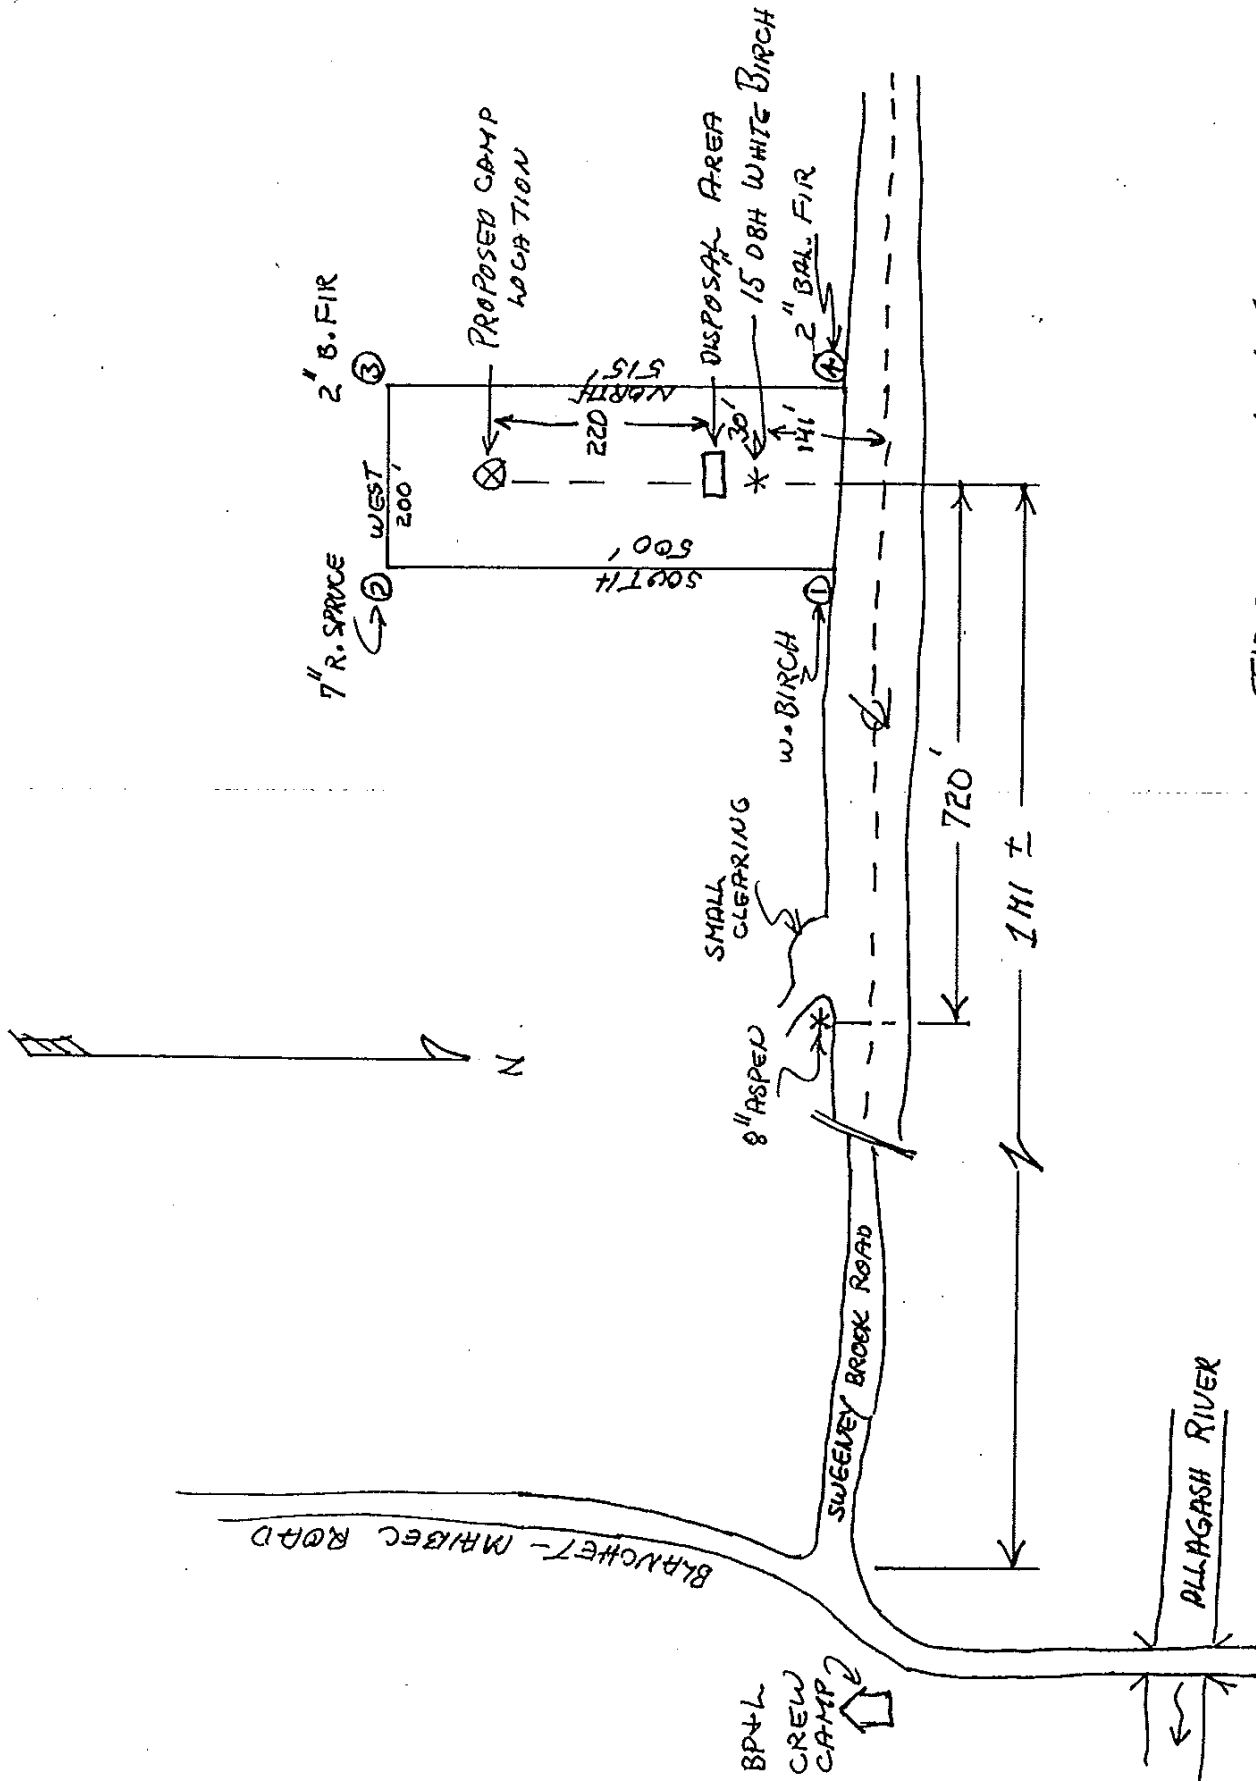 7" R. SPRUCE
②
WEST
200'
2" B. FIR
③
PROPOSED CAMP
LOCATION
220
NORTH
515'
SOUTH
500'
DISPOSAL AREA
30'
15 DBH WHITE BIRCH
141'
2" BAL. FIR
④
W. BIRCH
①
SMALL
CLEARING
8" ASPEN
N
720'
1 MI ±
SWEENEY BROOK ROAD
BLANCHET - MAIBEC ROAD
BP+L
CREW
CAMP
ALLAGASH RIVER